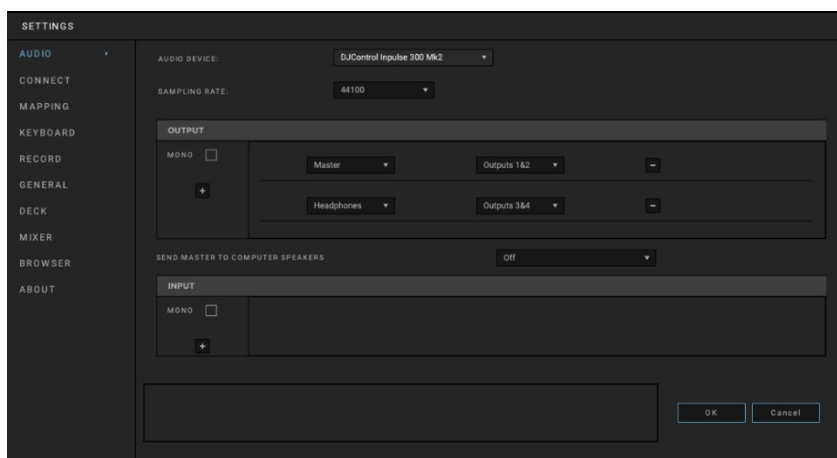 SETTINGS
AUDIO
CONNECT
MAPPING
KEYBOARD
RECORD
GENERAL
DECK
MIXER
BROWSER
ABOUT
AUDIO DEVICE: DJControl Inpulse 300 Mk2
SAMPLING RATE: 44100
OUTPUT
MONO
+
Master Outputs 1&2 −
Headphones Outputs 3&4 −
SEND MASTER TO COMPUTER SPEAKERS Off
INPUT
MONO
+
OK Cancel